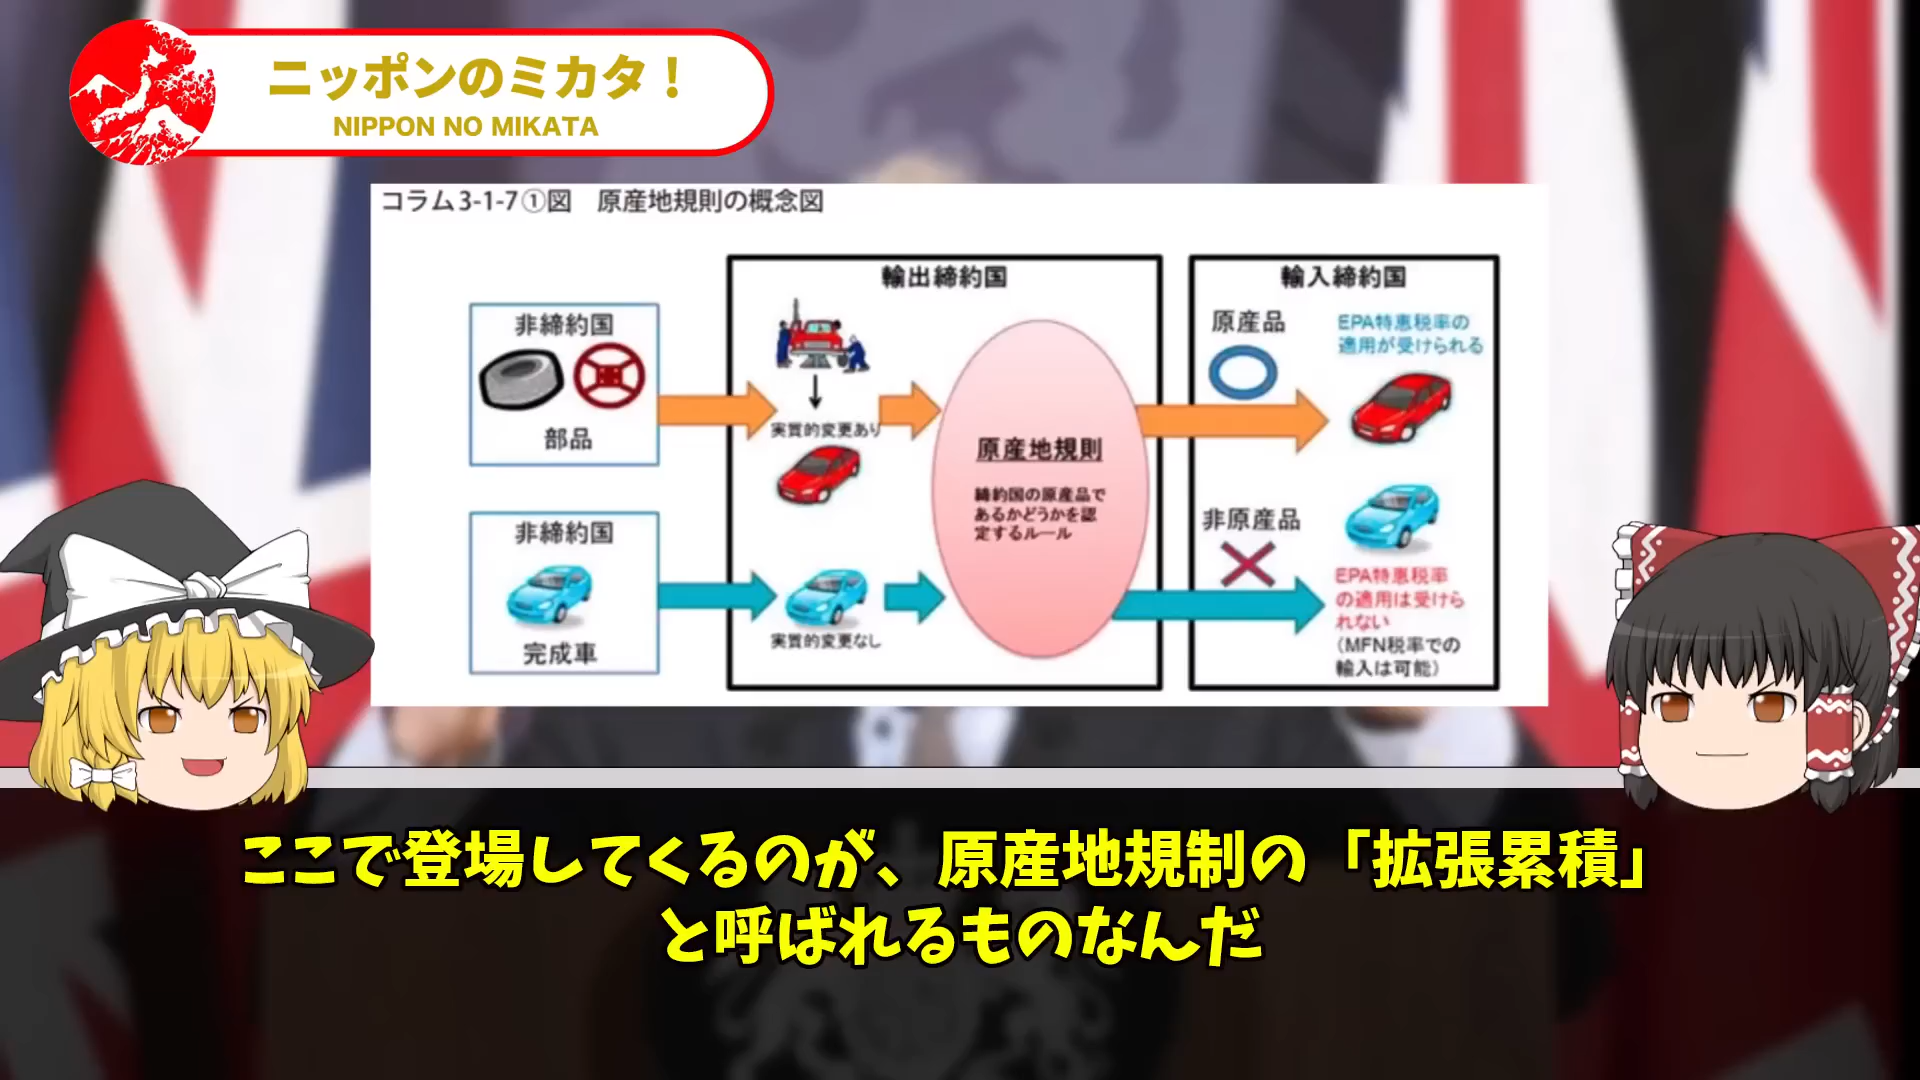 ニッポンのミカタ！
NIPPON NO MIKATA
コラム3-1-7①図　原産地規則の概念図
非締約国
部品
非締約国
完成車
輸出締約国
実質的変更あり
実質的変更なし
原産地規則
締約国の原産品で
あるかどうかを認
定するルール
輸入締約国
原産品
EPA特恵税率の
適用が受けられる
非原産品
EPA特恵税率
の適用は受けら
れない
（MFN税率での
輸入は可能）
ここで登場してくるのが、原産地規制の「拡張累積」
と呼ばれるものなんだ